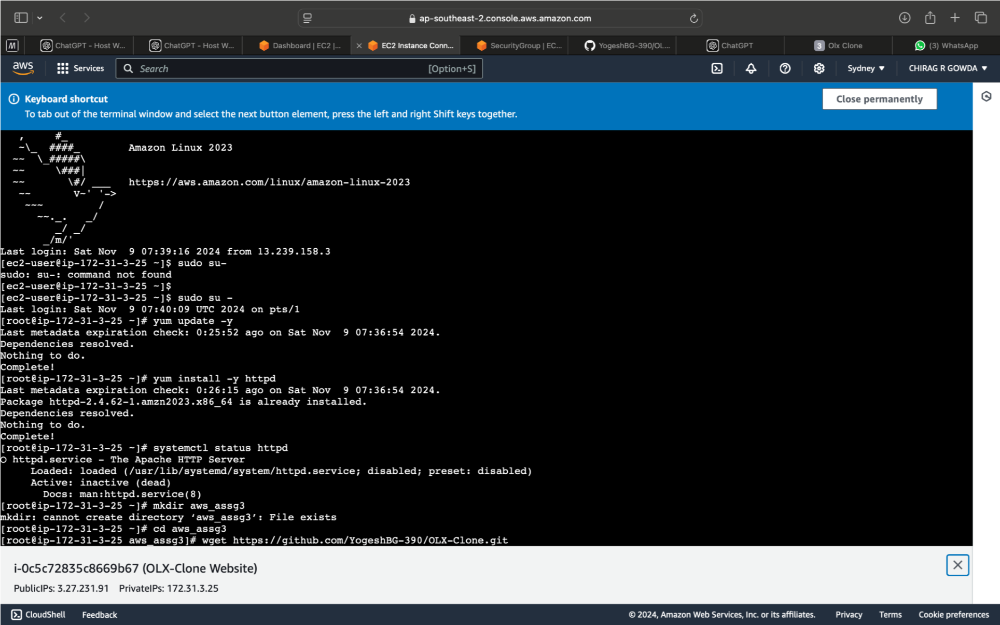 ap-southeast-2.console.aws.amazon.com
M
ChatGPT - Host W...
ChatGPT - Host W...
Dashboard | EC2 |...
EC2 Instance Conn...
SecurityGroup | EC...
YogeshBG-390/OL...
ChatGPT
3 Olx Clone
(3) WhatsApp
aws
Services
Search
[Option+S]
Sydney
CHIRAG R GOWDA
Keyboard shortcut
To tab out of the terminal window and select the next button element, press the left and right Shift keys together.
Close permanently
   ,     #_
   ~\_  ####_        Amazon Linux 2023
  ~~  \_#####\
  ~~     \###|
  ~~       \#/ ___   https://aws.amazon.com/linux/amazon-linux-2023
   ~~       V~' '->
    ~~~         /
      ~~._.   _/
         _/ _/
       _/m/'
Last login: Sat Nov  9 07:39:16 2024 from 13.239.158.3
[ec2-user@ip-172-31-3-25 ~]$ sudo su-
sudo: su-: command not found
[ec2-user@ip-172-31-3-25 ~]$
[ec2-user@ip-172-31-3-25 ~]$ sudo su -
Last login: Sat Nov  9 07:40:09 UTC 2024 on pts/1
[root@ip-172-31-3-25 ~]# yum update -y
Last metadata expiration check: 0:25:52 ago on Sat Nov  9 07:36:54 2024.
Dependencies resolved.
Nothing to do.
Complete!
[root@ip-172-31-3-25 ~]# yum install -y httpd
Last metadata expiration check: 0:26:15 ago on Sat Nov  9 07:36:54 2024.
Package httpd-2.4.62-1.amzn2023.x86_64 is already installed.
Dependencies resolved.
Nothing to do.
Complete!
[root@ip-172-31-3-25 ~]# systemctl status httpd
○ httpd.service - The Apache HTTP Server
     Loaded: loaded (/usr/lib/systemd/system/httpd.service; disabled; preset: disabled)
     Active: inactive (dead)
       Docs: man:httpd.service(8)
[root@ip-172-31-3-25 ~]# mkdir aws_assg3
mkdir: cannot create directory ‘aws_assg3’: File exists
[root@ip-172-31-3-25 ~]# cd aws_assg3
[root@ip-172-31-3-25 aws_assg3]# wget https://github.com/YogeshBG-390/OLX-Clone.git
i-0c5c72835c8669b67 (OLX-Clone Website)
PublicIPs: 3.27.231.91   PrivateIPs: 172.31.3.25
CloudShell
Feedback
© 2024, Amazon Web Services, Inc. or its affiliates.
Privacy
Terms
Cookie preferences